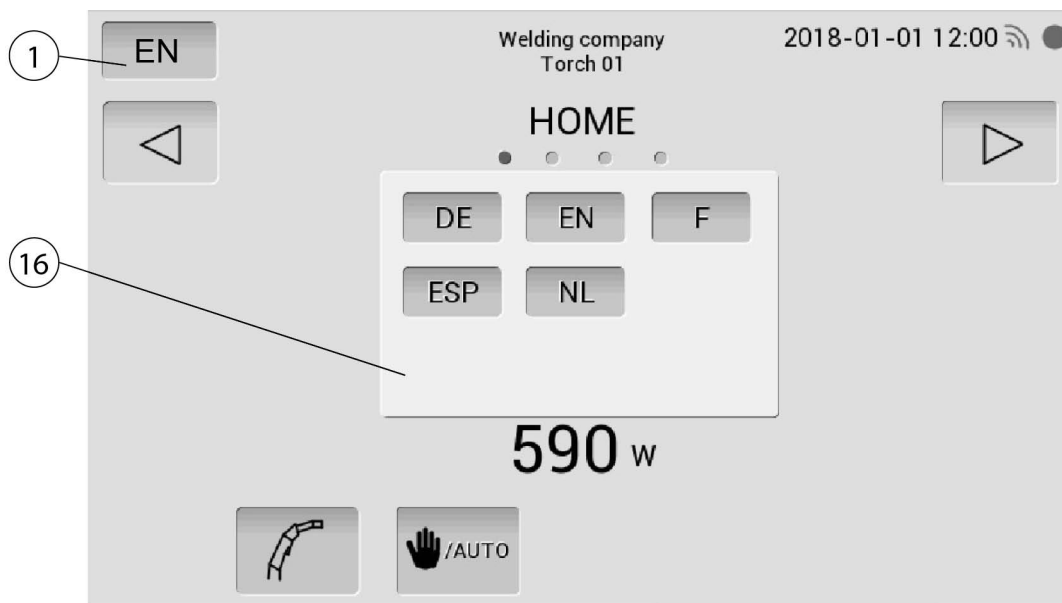 1
EN
Welding company
Torch 01
2018-01-01 12:00
HOME
DE EN F
16
ESP NL
590 W
/AUTO